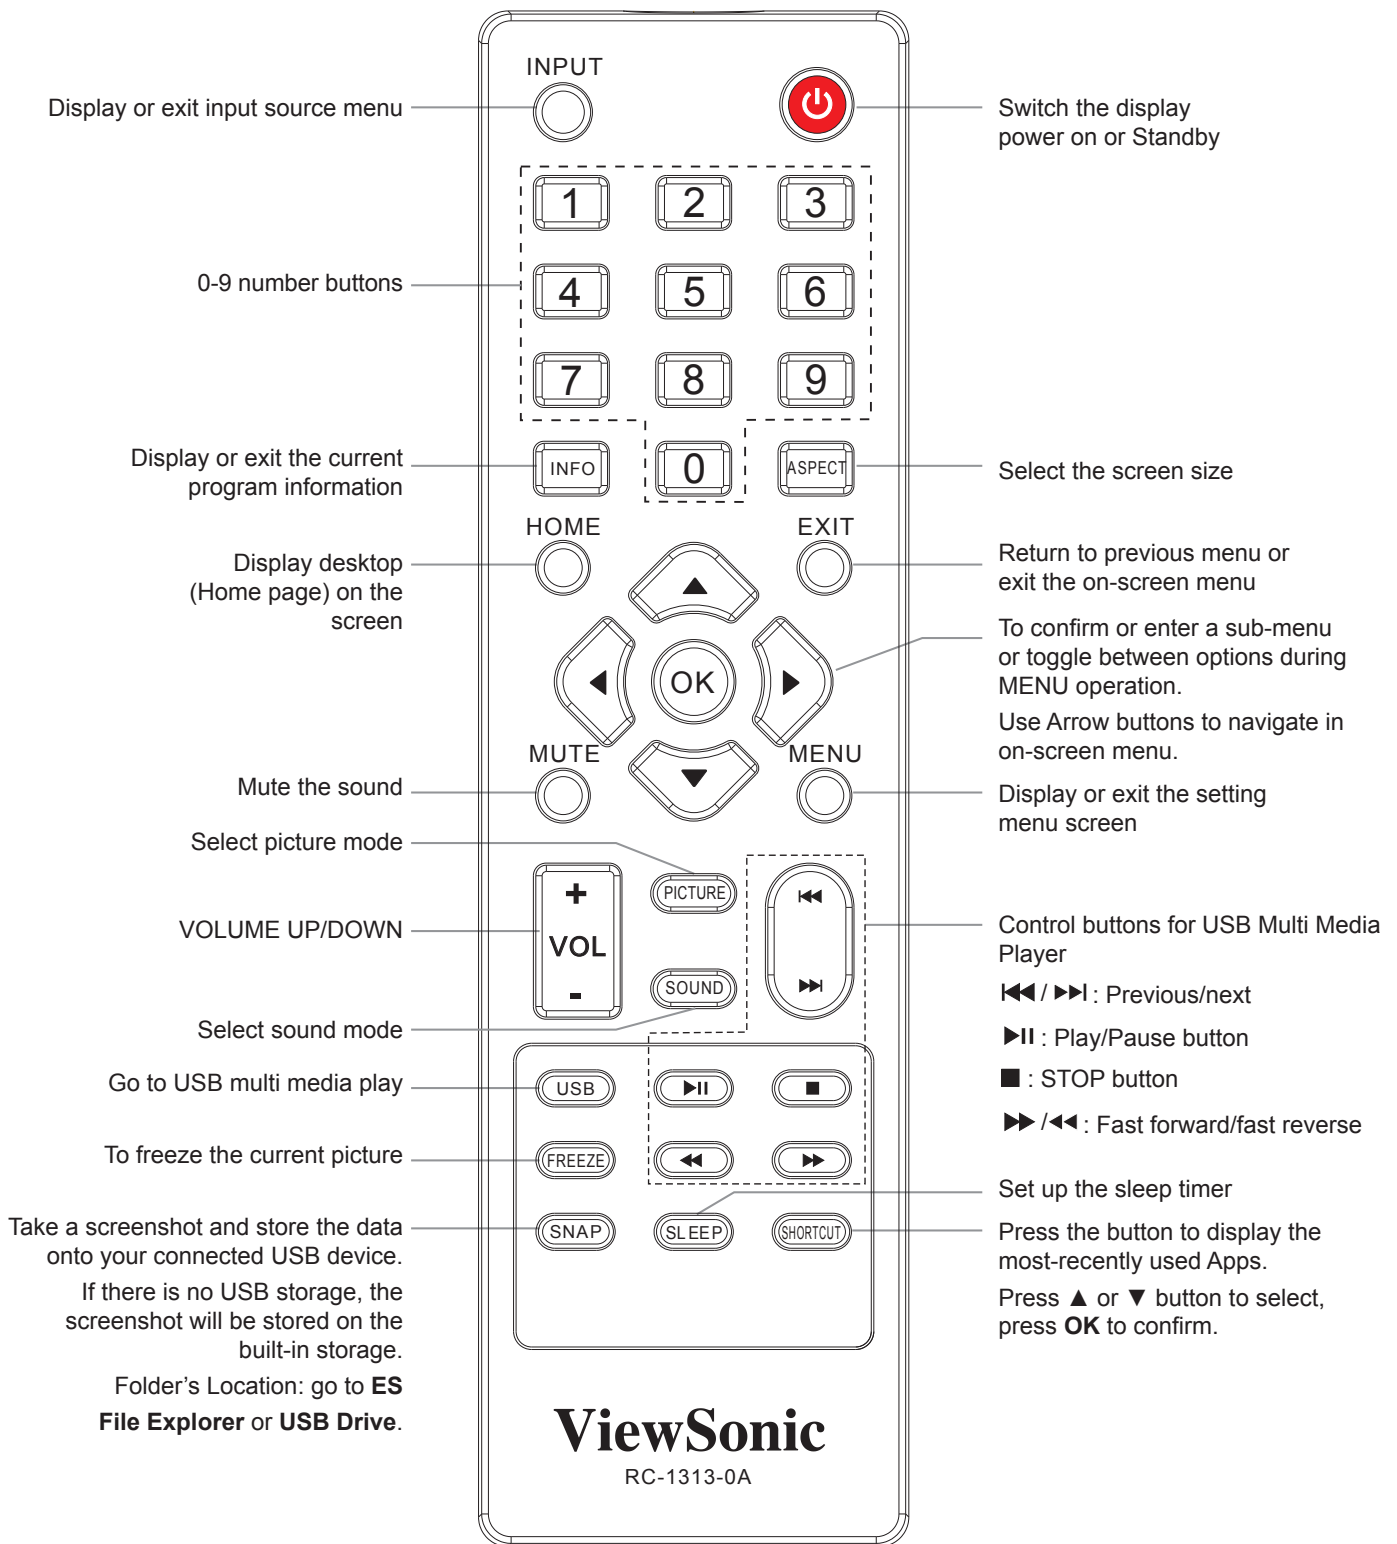 INPUT
Display or exit input source menu
Switch the display
power on or Standby
1 2 3
0-9 number buttons
4 5 6
7 8 9
Display or exit the current
program information
INFO 0 ASPECT
Select the screen size
HOME EXIT
Display desktop
(Home page) on the
screen
Return to previous menu or
exit the on-screen menu
To confirm or enter a sub-menu
or toggle between options during
MENU operation.
Use Arrow buttons to navigate in
on-screen menu.
▲
◀ OK ▶
▼
MUTE MENU
Mute the sound
Display or exit the setting
menu screen
Select picture mode
+
VOL
-
PICTURE
VOLUME UP/DOWN
SOUND
Select sound mode
⏮
⏭
Control buttons for USB Multi Media
Player
⏮ / ⏭ : Previous/next
▶II : Play/Pause button
■ : STOP button
▶▶ /◀◀ : Fast forward/fast reverse
Go to USB multi media play
USB ▶II ■
To freeze the current picture
FREEZE ◀◀ ▶▶
Set up the sleep timer
Take a screenshot and store the data
onto your connected USB device.
If there is no USB storage, the
screenshot will be stored on the
built-in storage.
Folder’s Location: go to ES
File Explorer or USB Drive.
SNAP SLEEP SHORTCUT
Press the button to display the
most-recently used Apps.
Press ▲ or ▼ button to select,
press OK to confirm.
ViewSonic
RC-1313-0A